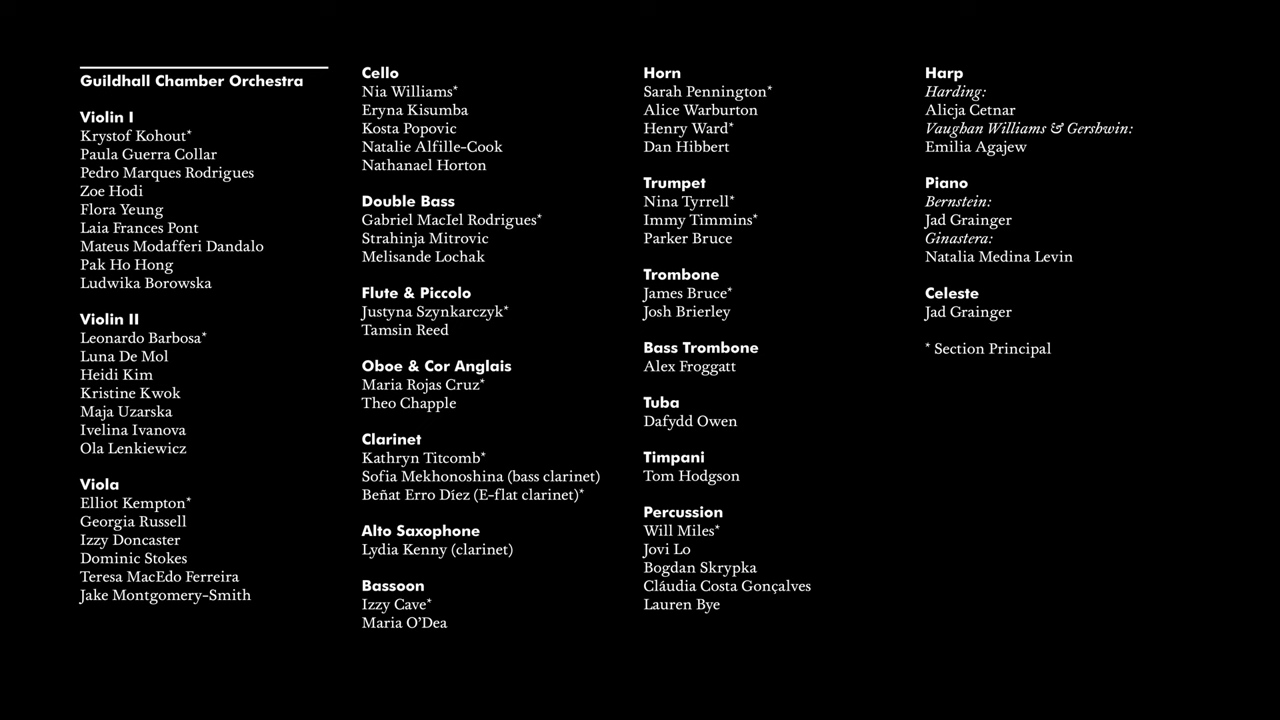 Guildhall Chamber Orchestra
Violin I
Krystof Kohout*
Paula Guerra Collar
Pedro Marques Rodrigues
Zoe Hodi
Flora Yeung
Laia Frances Pont
Mateus Modafferi Dandalo
Pak Ho Hong
Ludwika Borowska
Violin II
Leonardo Barbosa*
Luna De Mol
Heidi Kim
Kristine Kwok
Maja Uzarska
Ivelina Ivanova
Ola Lenkiewicz
Viola
Elliot Kempton*
Georgia Russell
Izzy Doncaster
Dominic Stokes
Teresa MacEdo Ferreira
Jake Montgomery-Smith
Cello
Nia Williams*
Eryna Kisumba
Kosta Popovic
Natalie Alfille-Cook
Nathanael Horton
Double Bass
Gabriel MacIel Rodrigues*
Strahinja Mitrovic
Melisande Lochak
Flute & Piccolo
Justyna Szynkarczyk*
Tamsin Reed
Oboe & Cor Anglais
Maria Rojas Cruz*
Theo Chapple
Clarinet
Kathryn Titcomb*
Sofia Mekhonoshina (bass clarinet)
Beñat Erro Díez (E-flat clarinet)*
Alto Saxophone
Lydia Kenny (clarinet)
Bassoon
Izzy Cave*
Maria O’Dea
Horn
Sarah Pennington*
Alice Warburton
Henry Ward*
Dan Hibbert
Trumpet
Nina Tyrrell*
Immy Timmins*
Parker Bruce
Trombone
James Bruce*
Josh Brierley
Bass Trombone
Alex Froggatt
Tuba
Dafydd Owen
Timpani
Tom Hodgson
Percussion
Will Miles*
Jovi Lo
Bogdan Skrypka
Cláudia Costa Gonçalves
Lauren Bye
Harp
Harding:
Alicja Cetnar
Vaughan Williams & Gershwin:
Emilia Agajew
Piano
Bernstein:
Jad Grainger
Ginastera:
Natalia Medina Levin
Celeste
Jad Grainger
* Section Principal